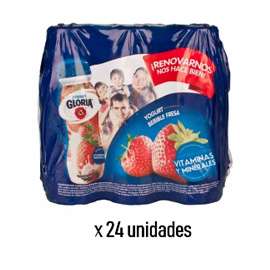 ¡RENOVARNOS
NOS HACE BIEN!
GLORIA
YOGURT
BEBIBLE FRESA
VITAMINAS
Y MINERALES
x 24 unidades